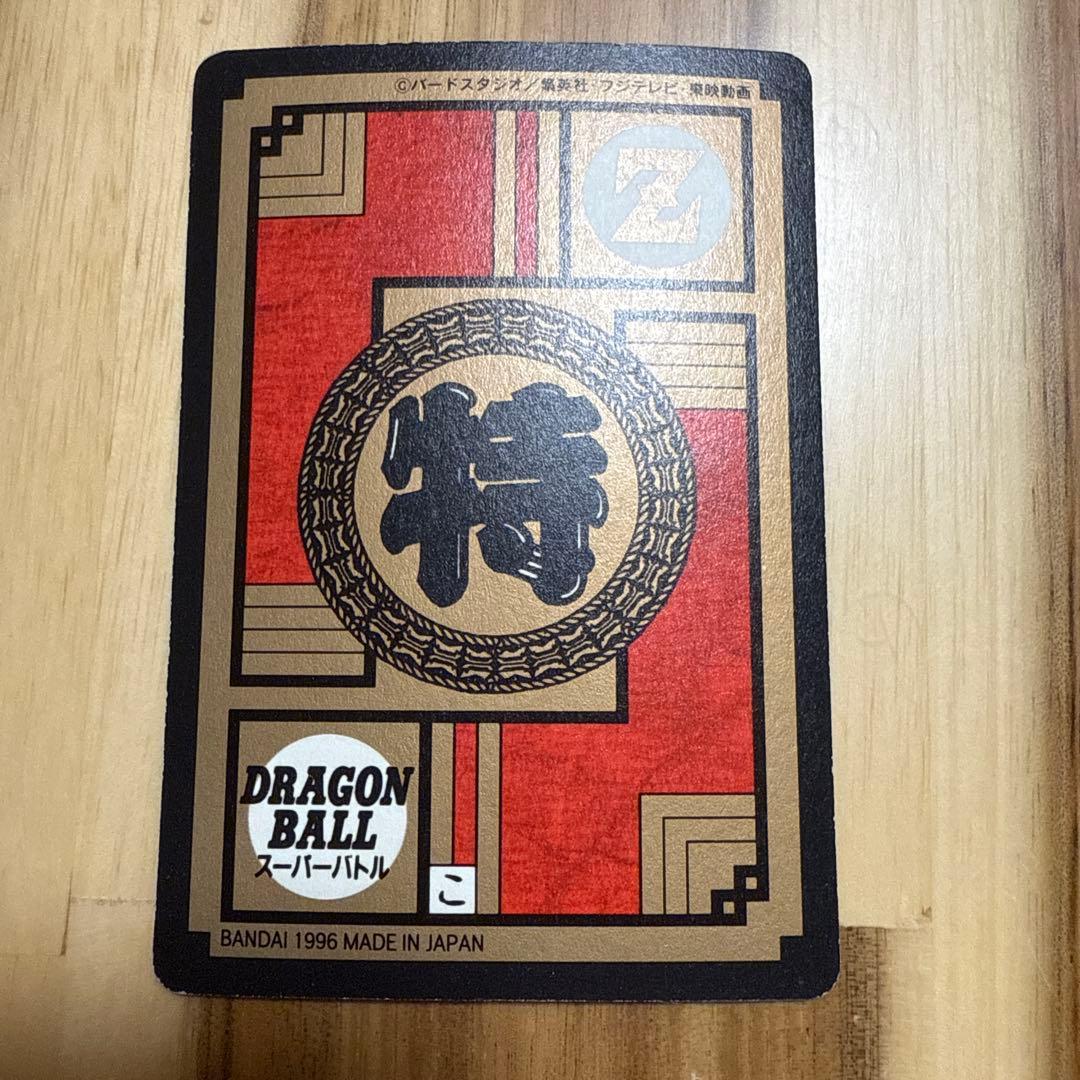 ©バードスタジオ／集英社・フジテレビ・東映動画
Z
特
DRAGON
BALL
スーパーバトル
こ
BANDAI 1996 MADE IN JAPAN